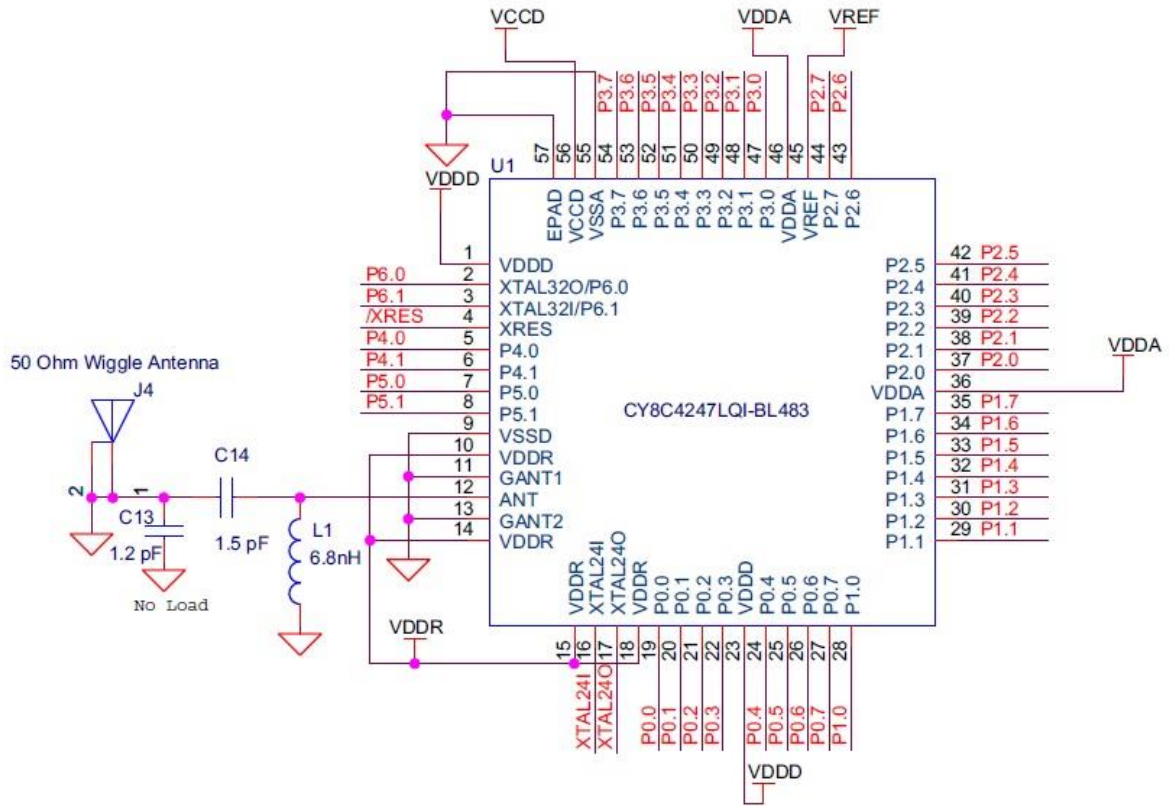 VCCD
VDDA
VREF
P3.7
P3.6
P3.5
P3.4
P3.3
P3.2
P3.1
P3.0
P2.7
P2.6
57
56
55
54
53
52
51
50
49
48
47
46
45
44
43
U1
VDDD
EPAD
VCCD
VSSA
P3.7
P3.6
P3.5
P3.4
P3.3
P3.2
P3.1
P3.0
VDDA
VREF
P2.7
P2.6
1 VDDD
P6.0 2 XTAL32O/P6.0
P6.1 3 XTAL32I/P6.1
/XRES 4 XRES
P4.0 5 P4.0
P4.1 6 P4.1
P5.0 7 P5.0
P5.1 8 P5.1
9 VSSD
10 VDDR
11 GANT1
12 ANT
13 GANT2
14 VDDR
CY8C4247LQI-BL483
P2.5 42 P2.5
P2.4 41 P2.4
P2.3 40 P2.3
P2.2 39 P2.2
P2.1 38 P2.1
P2.0 37 P2.0
VDDA 36
VDDA
P1.7 35 P1.7
P1.6 34 P1.6
P1.5 33 P1.5
P1.4 32 P1.4
P1.3 31 P1.3
P1.2 30 P1.2
P1.1 29 P1.1
50 Ohm Wiggle Antenna
J4
2
1
C14
1.5 pF
C13
1.2 pF
No Load
L1
6.8nH
VDDR
VDDR
XTAL24I
XTAL24O
VDDR
P0.0
P0.1
P0.2
P0.3
VDDD
P0.4
P0.5
P0.6
P0.7
P1.0
15
16
17
18
19
20
21
22
23
24
25
26
27
28
XTAL24I
XTAL24O
P0.0
P0.1
P0.2
P0.3
P0.4
P0.5
P0.6
P0.7
P1.0
VDDD